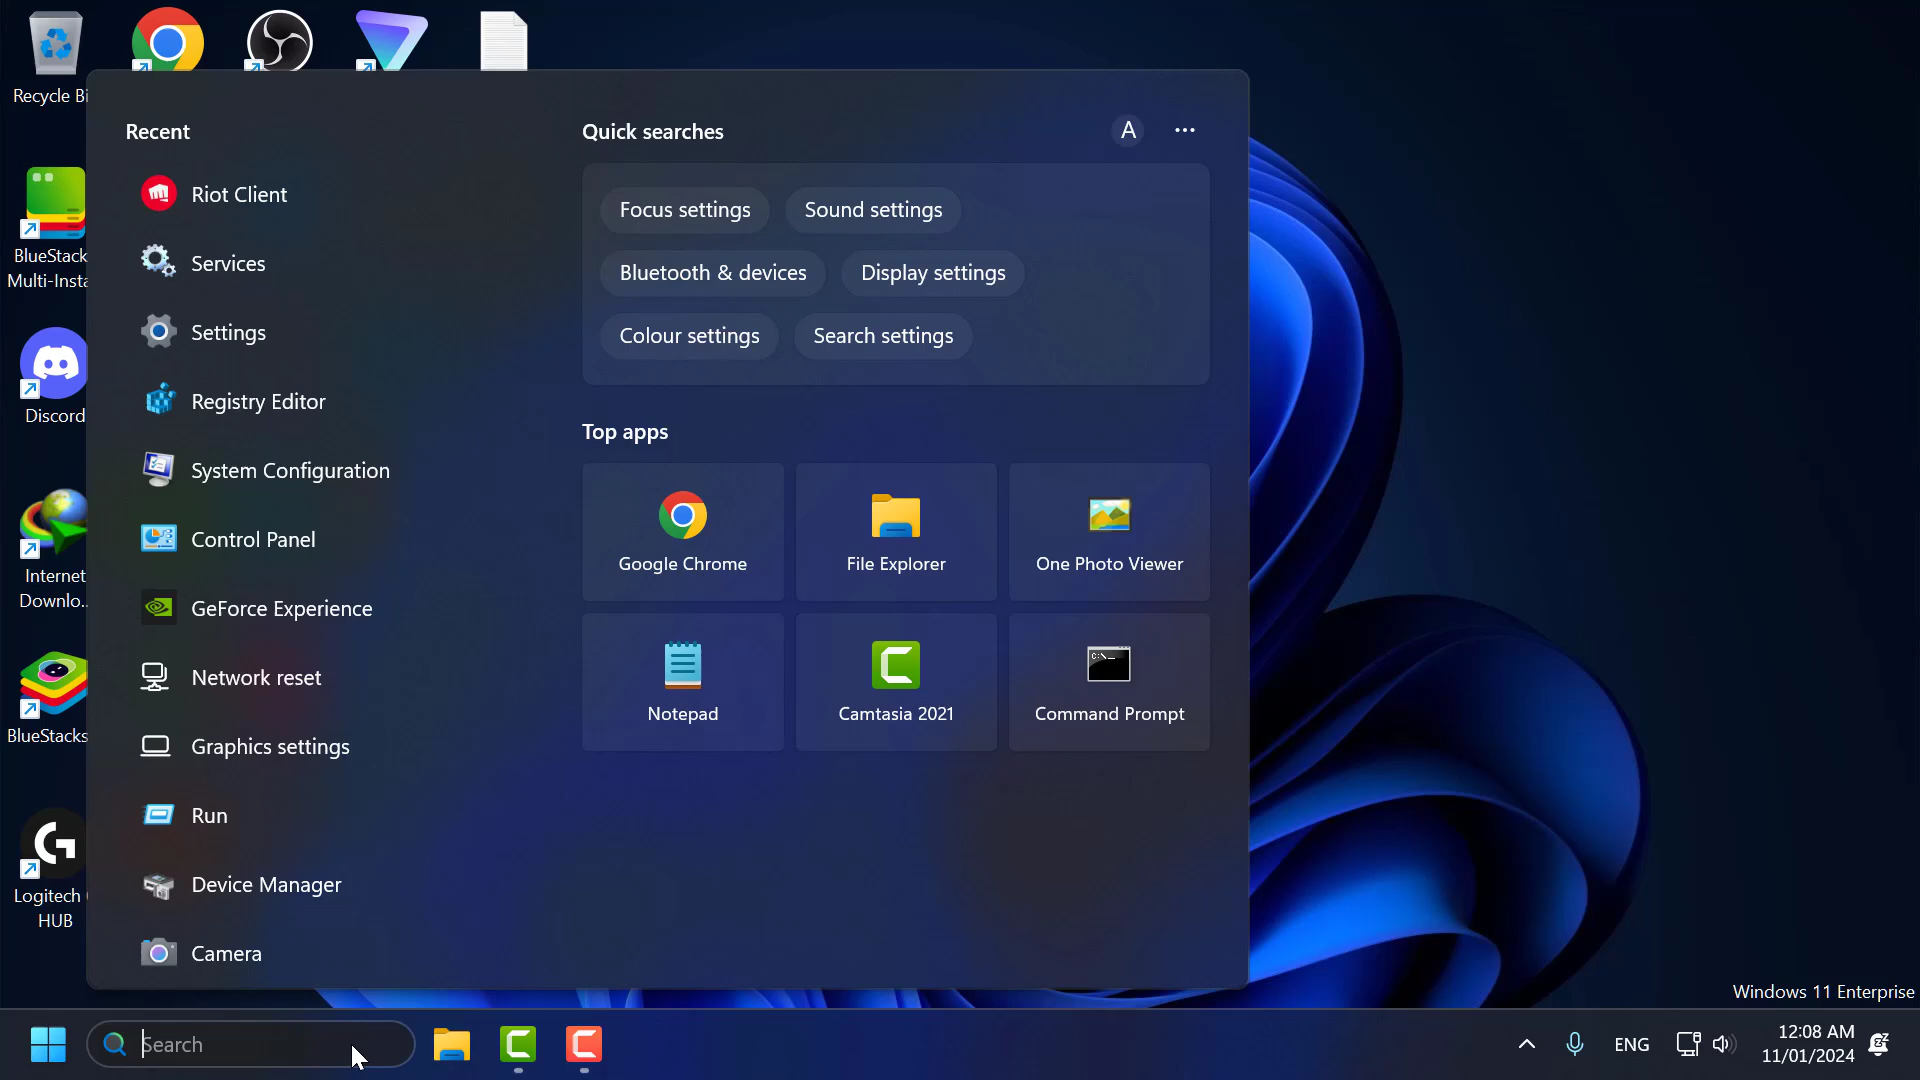 Recycle Bi
BlueStack
Multi-Insta
Discord
Internet
Downlo...
BlueStacks
Logitech
HUB
Recent
Riot Client
Services
Settings
Registry Editor
System Configuration
Control Panel
GeForce Experience
Network reset
Graphics settings
Run
Device Manager
Camera
Quick searches
A
Focus settings
Sound settings
Bluetooth & devices
Display settings
Colour settings
Search settings
Top apps
Google Chrome
File Explorer
One Photo Viewer
Notepad
Camtasia 2021
Command Prompt
Windows 11 Enterprise
Search
ENG
12:08 AM
11/01/2024